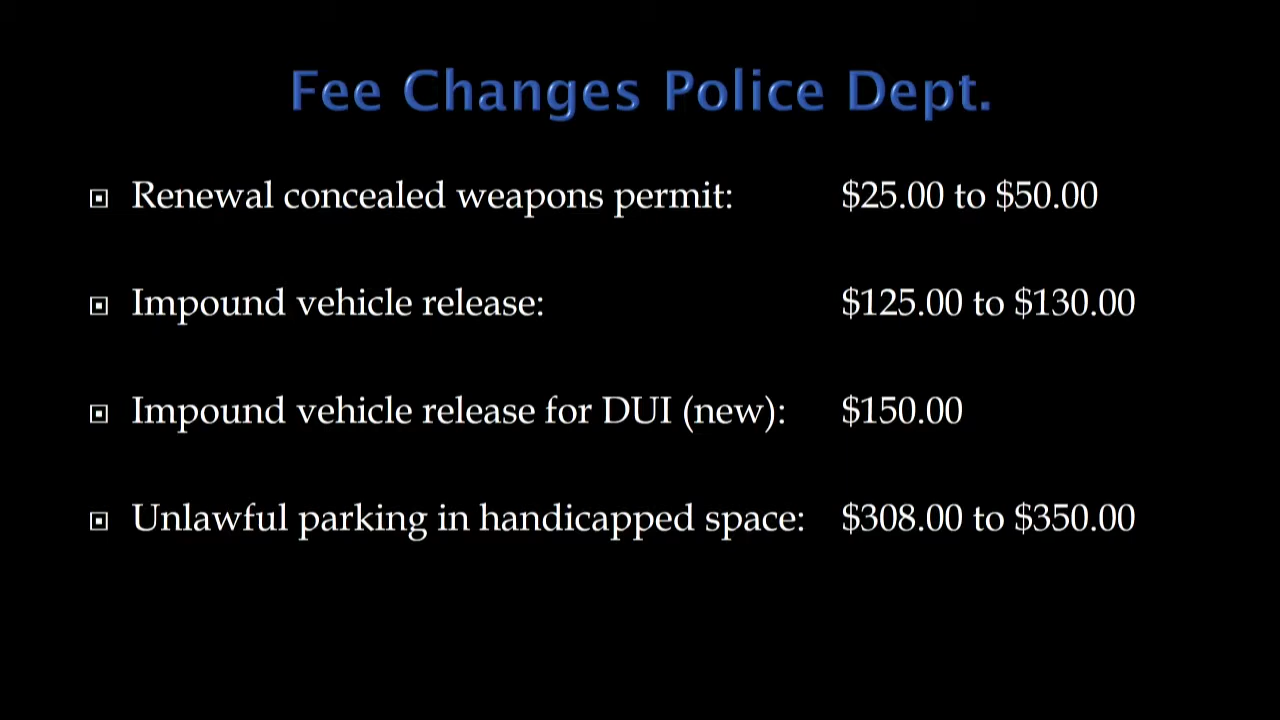 Fee Changes Police Dept.
Renewal concealed weapons permit: $25.00 to $50.00
Impound vehicle release: $125.00 to $130.00
Impound vehicle release for DUI (new): $150.00
Unlawful parking in handicapped space: $308.00 to $350.00